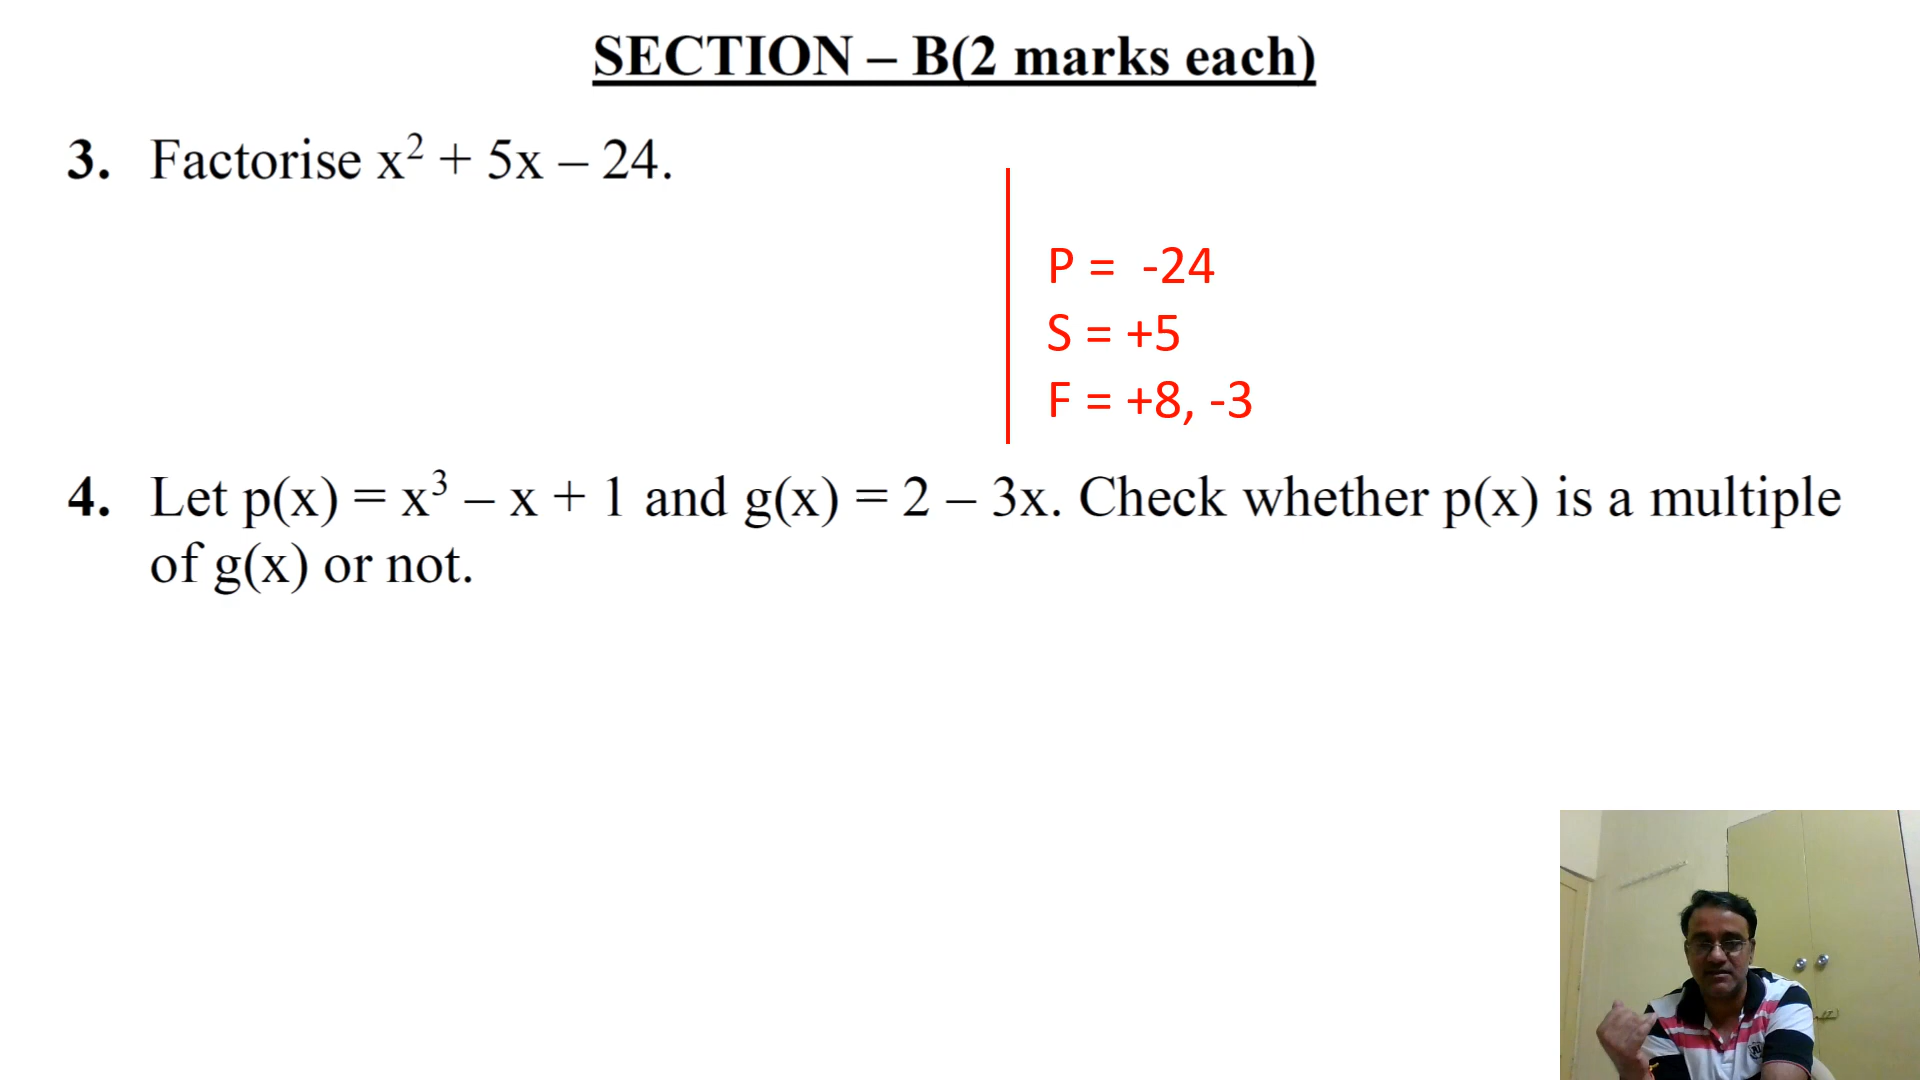 SECTION – B(2 marks each)
3. Factorise x² + 5x – 24.
P = -24
S = +5
F = +8, -3
4. Let p(x) = x³ – x + 1 and g(x) = 2 – 3x. Check whether p(x) is a multiple
of g(x) or not.